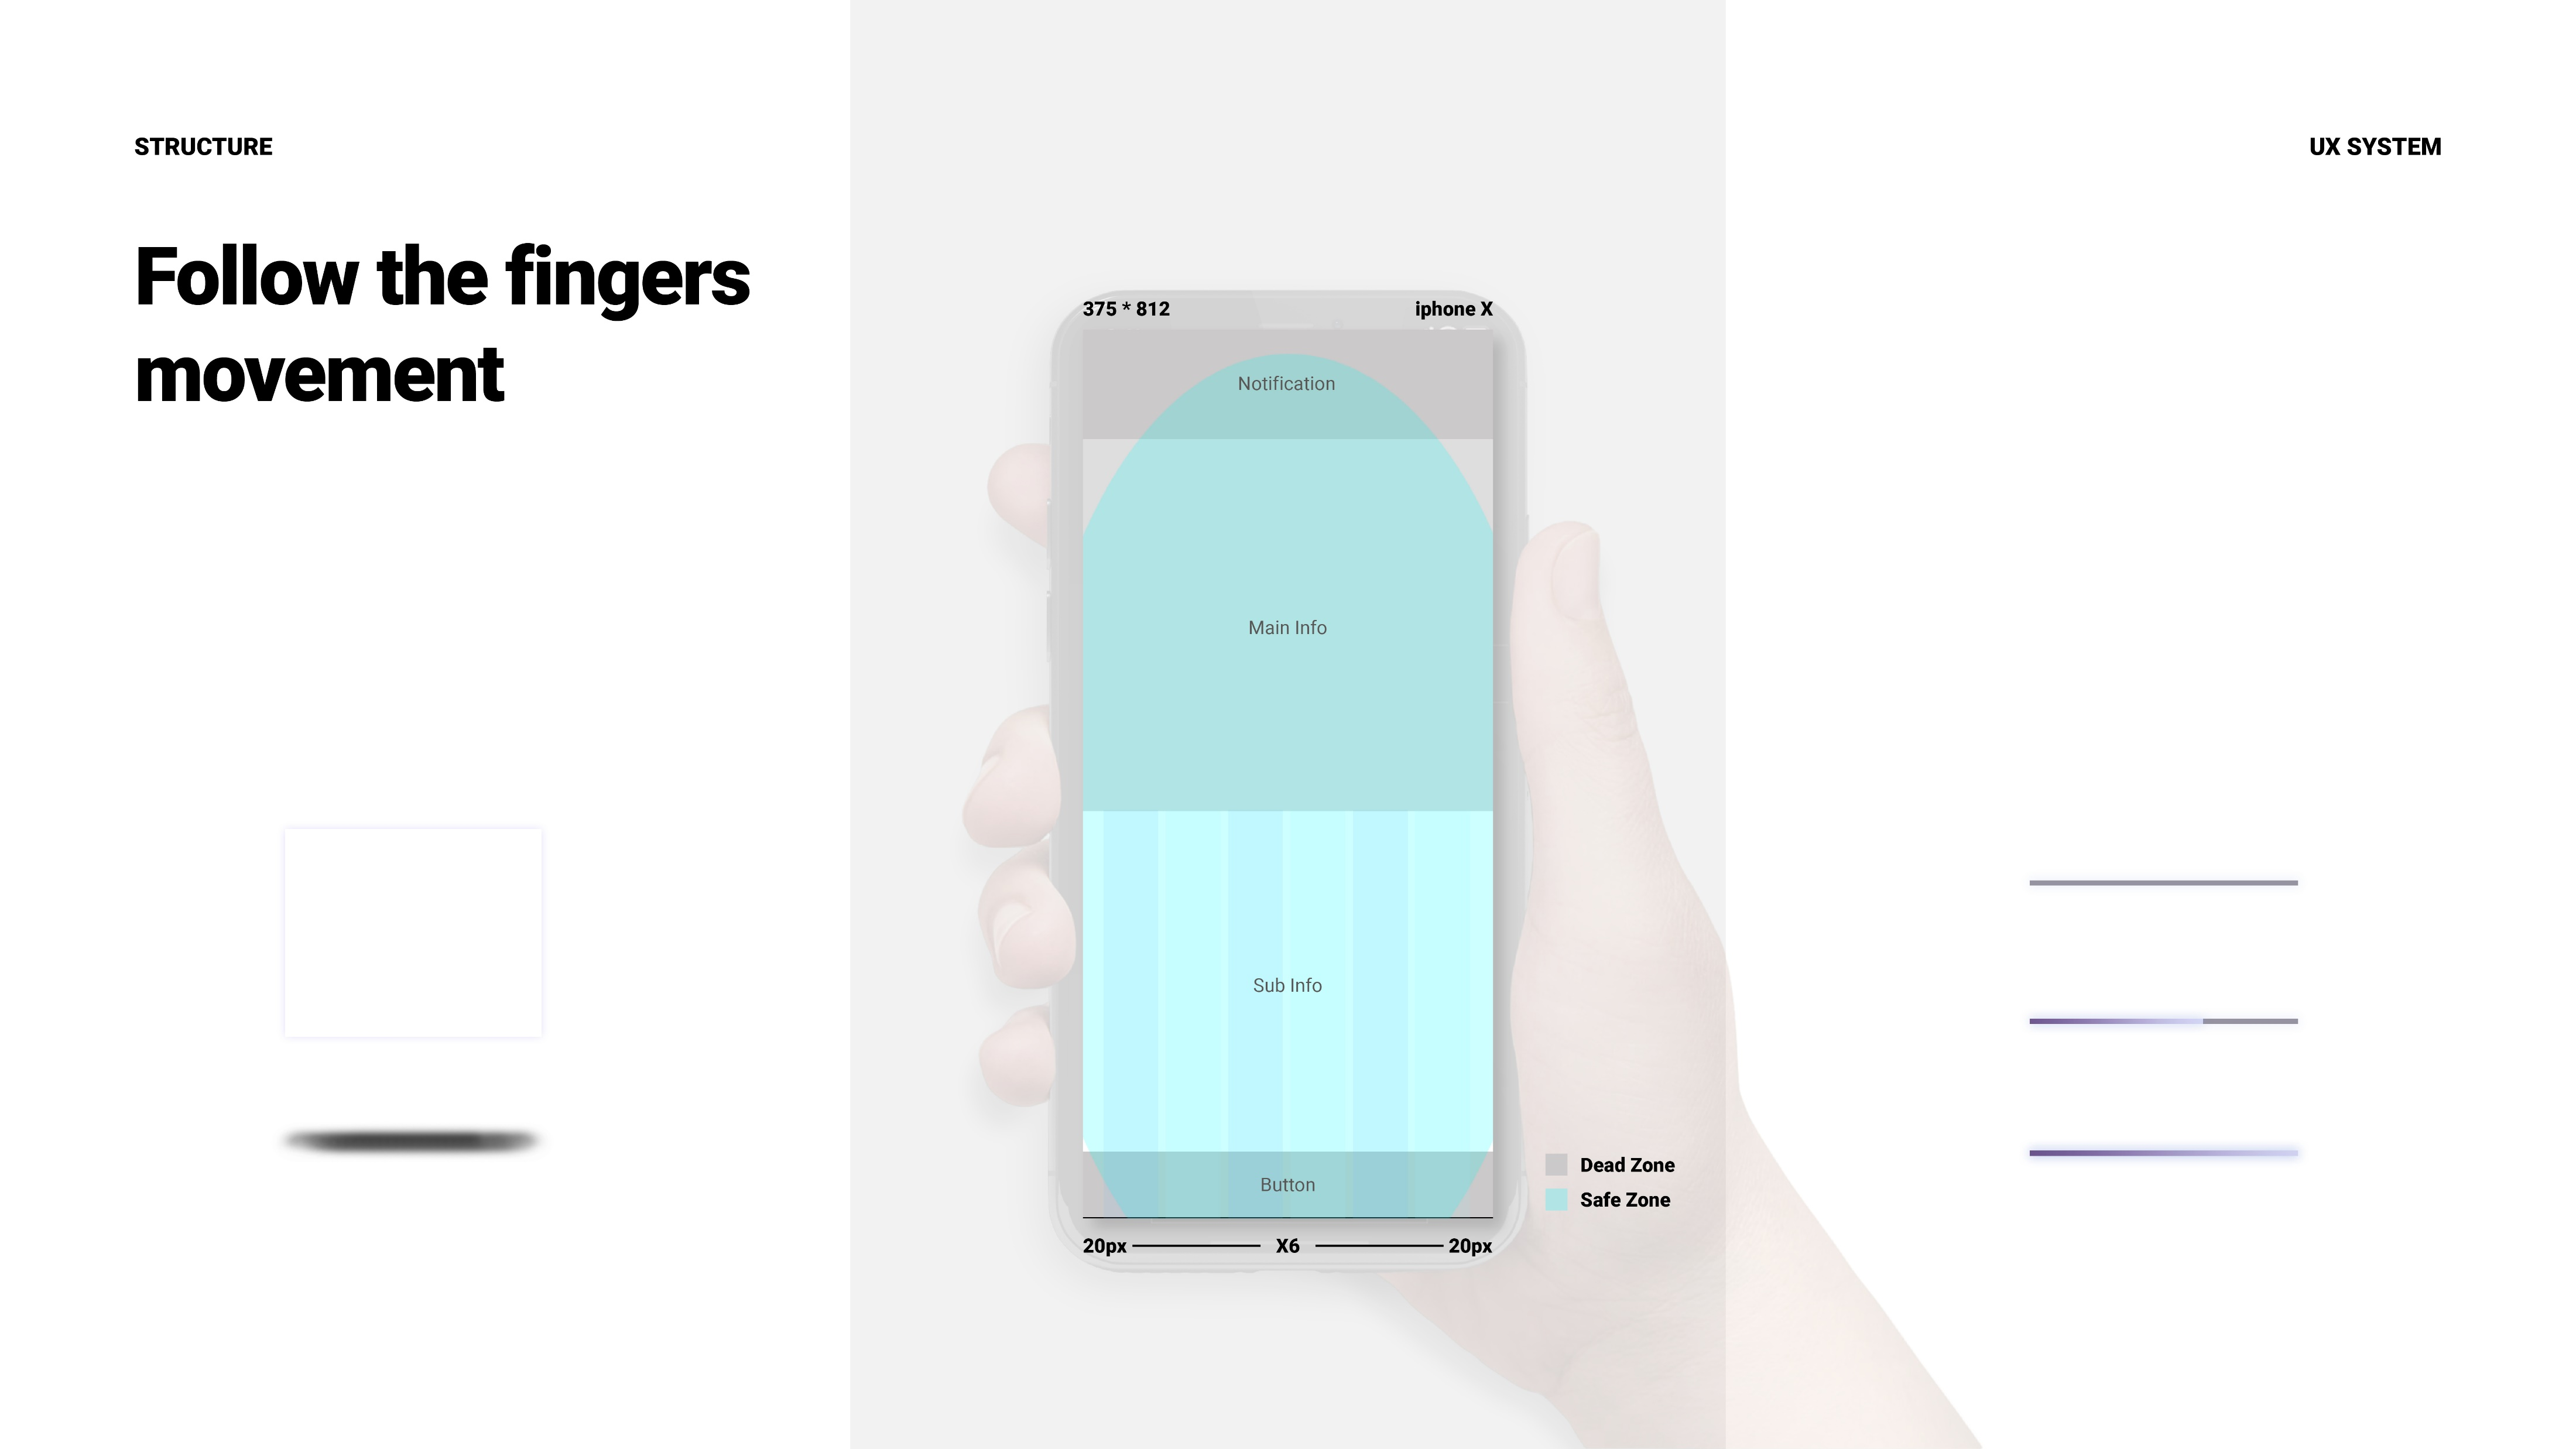 STRUCTURE
UX SYSTEM
Follow the fingers
movement
375 * 812
iphone X
Notification
Main Info
Sub Info
Button
Dead Zone
Safe Zone
20px
X6
20px